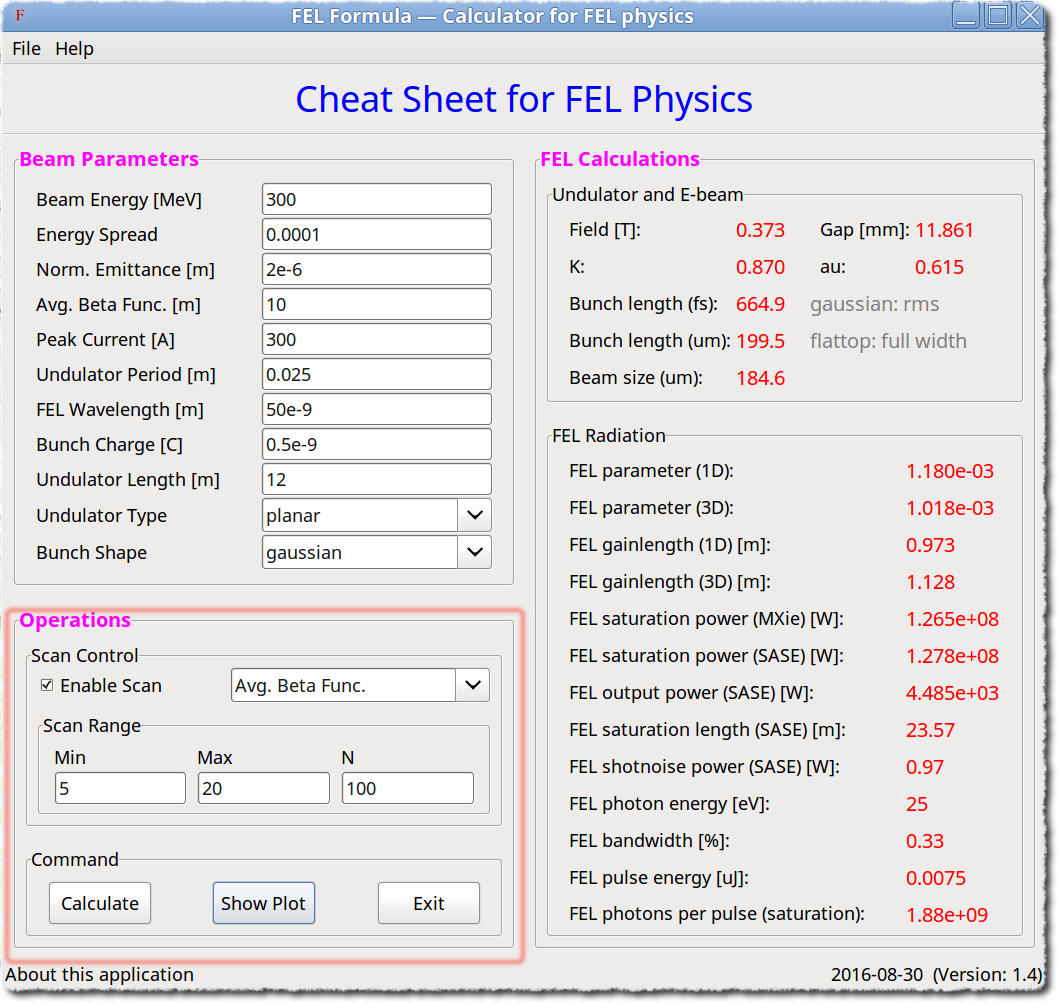 F FEL Formula — Calculator for FEL physics
File Help
Cheat Sheet for FEL Physics
Beam Parameters
Beam Energy [MeV] 300
Energy Spread 0.0001
Norm. Emittance [m] 2e-6
Avg. Beta Func. [m] 10
Peak Current [A] 300
Undulator Period [m] 0.025
FEL Wavelength [m] 50e-9
Bunch Charge [C] 0.5e-9
Undulator Length [m] 12
Undulator Type planar
Bunch Shape gaussian
Operations
Scan Control
Enable Scan Avg. Beta Func.
Scan Range
Min Max N
5 20 100
Command
Calculate Show Plot Exit
FEL Calculations
Undulator and E-beam
Field [T]: 0.373 Gap [mm]: 11.861
K: 0.870 au: 0.615
Bunch length (fs): 664.9 gaussian: rms
Bunch length (um): 199.5 flattop: full width
Beam size (um): 184.6
FEL Radiation
FEL parameter (1D): 1.180e-03
FEL parameter (3D): 1.018e-03
FEL gainlength (1D) [m]: 0.973
FEL gainlength (3D) [m]: 1.128
FEL saturation power (MXie) [W]: 1.265e+08
FEL saturation power (SASE) [W]: 1.278e+08
FEL output power (SASE) [W]: 4.485e+03
FEL saturation length (SASE) [m]: 23.57
FEL shotnoise power (SASE) [W]: 0.97
FEL photon energy [eV]: 25
FEL bandwidth [%]: 0.33
FEL pulse energy [uJ]: 0.0075
FEL photons per pulse (saturation): 1.88e+09
About this application 2016-08-30 (Version: 1.4)